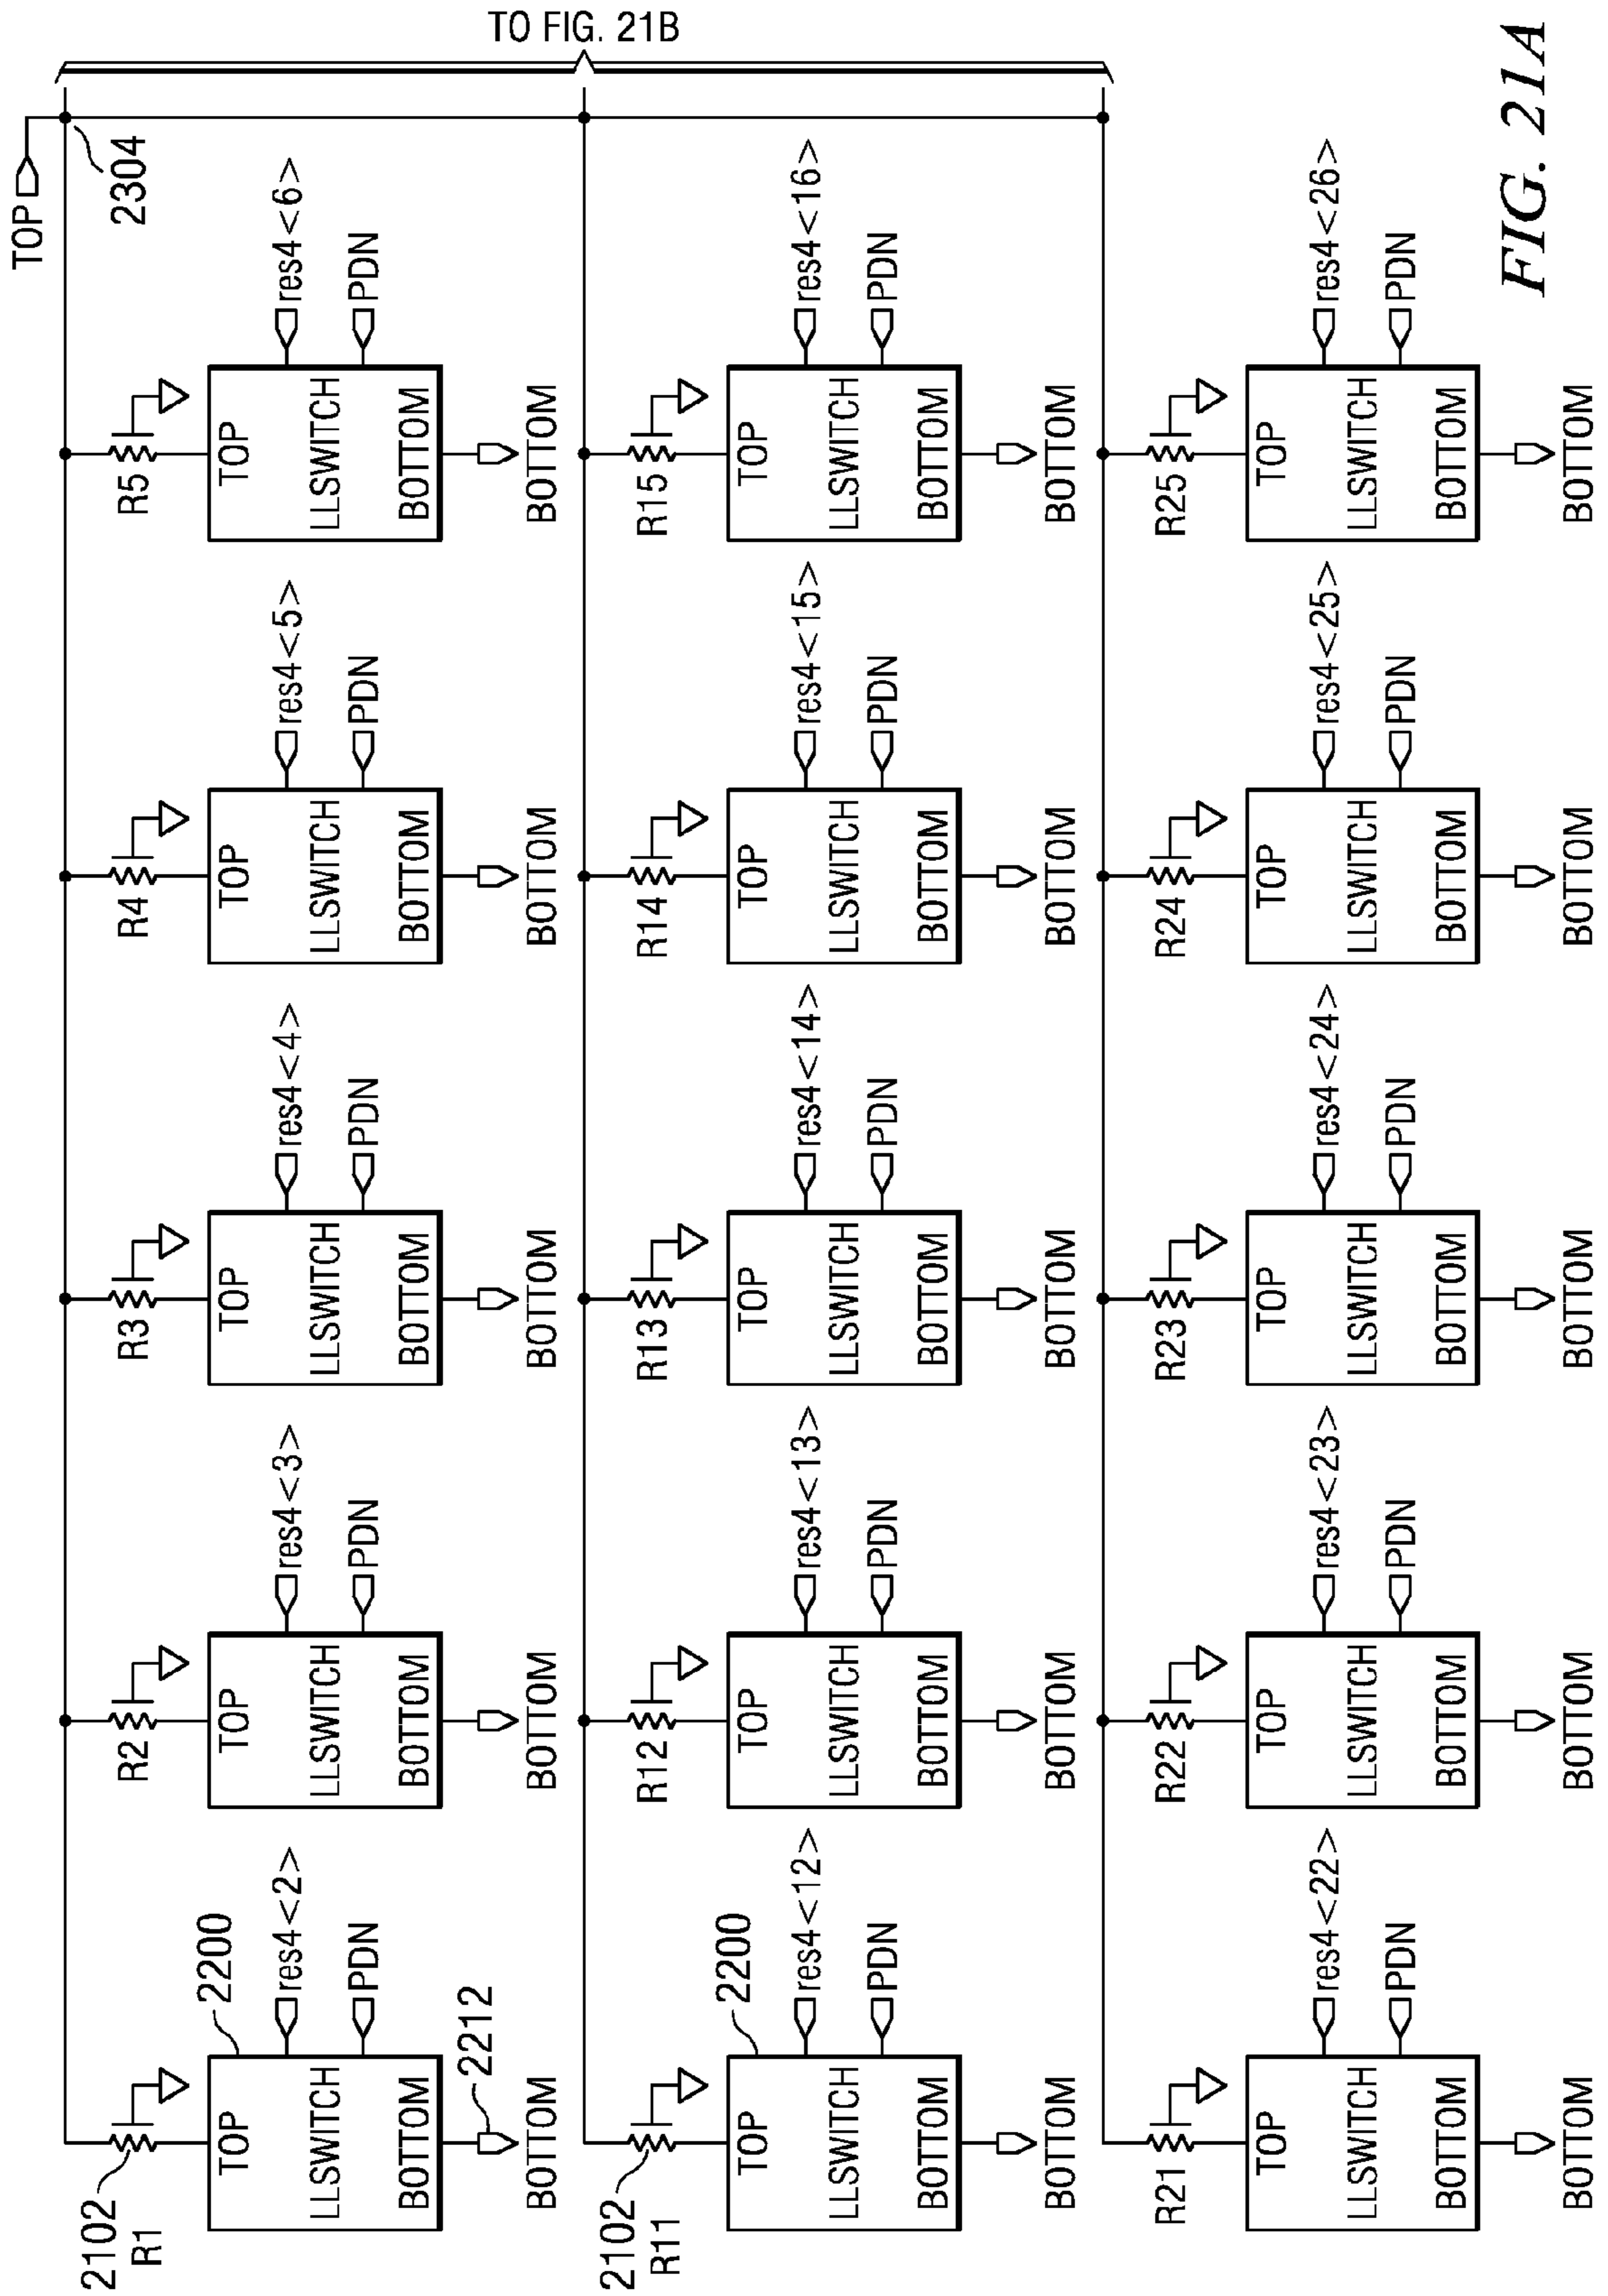 TOP
2304
TO FIG. 21B
2102
R1
R2
R3
R4
R5
2200
TOP
LLSWITCH
BOTTOM
res4<2>
PDN
TOP
LLSWITCH
BOTTOM
res4<3>
PDN
TOP
LLSWITCH
BOTTOM
res4<4>
PDN
TOP
LLSWITCH
BOTTOM
res4<5>
PDN
TOP
LLSWITCH
BOTTOM
res4<6>
PDN
2212
BOTTOM
BOTTOM
BOTTOM
BOTTOM
BOTTOM
2102
R11
R12
R13
R14
R15
2200
TOP
LLSWITCH
BOTTOM
res4<12>
PDN
TOP
LLSWITCH
BOTTOM
res4<13>
PDN
TOP
LLSWITCH
BOTTOM
res4<14>
PDN
TOP
LLSWITCH
BOTTOM
res4<15>
PDN
TOP
LLSWITCH
BOTTOM
res4<16>
PDN
BOTTOM
BOTTOM
BOTTOM
BOTTOM
BOTTOM
R21
R22
R23
R24
R25
TOP
LLSWITCH
BOTTOM
res4<22>
PDN
TOP
LLSWITCH
BOTTOM
res4<23>
PDN
TOP
LLSWITCH
BOTTOM
res4<24>
PDN
TOP
LLSWITCH
BOTTOM
res4<25>
PDN
TOP
LLSWITCH
BOTTOM
res4<26>
PDN
BOTTOM
BOTTOM
BOTTOM
BOTTOM
BOTTOM
FIG. 21A